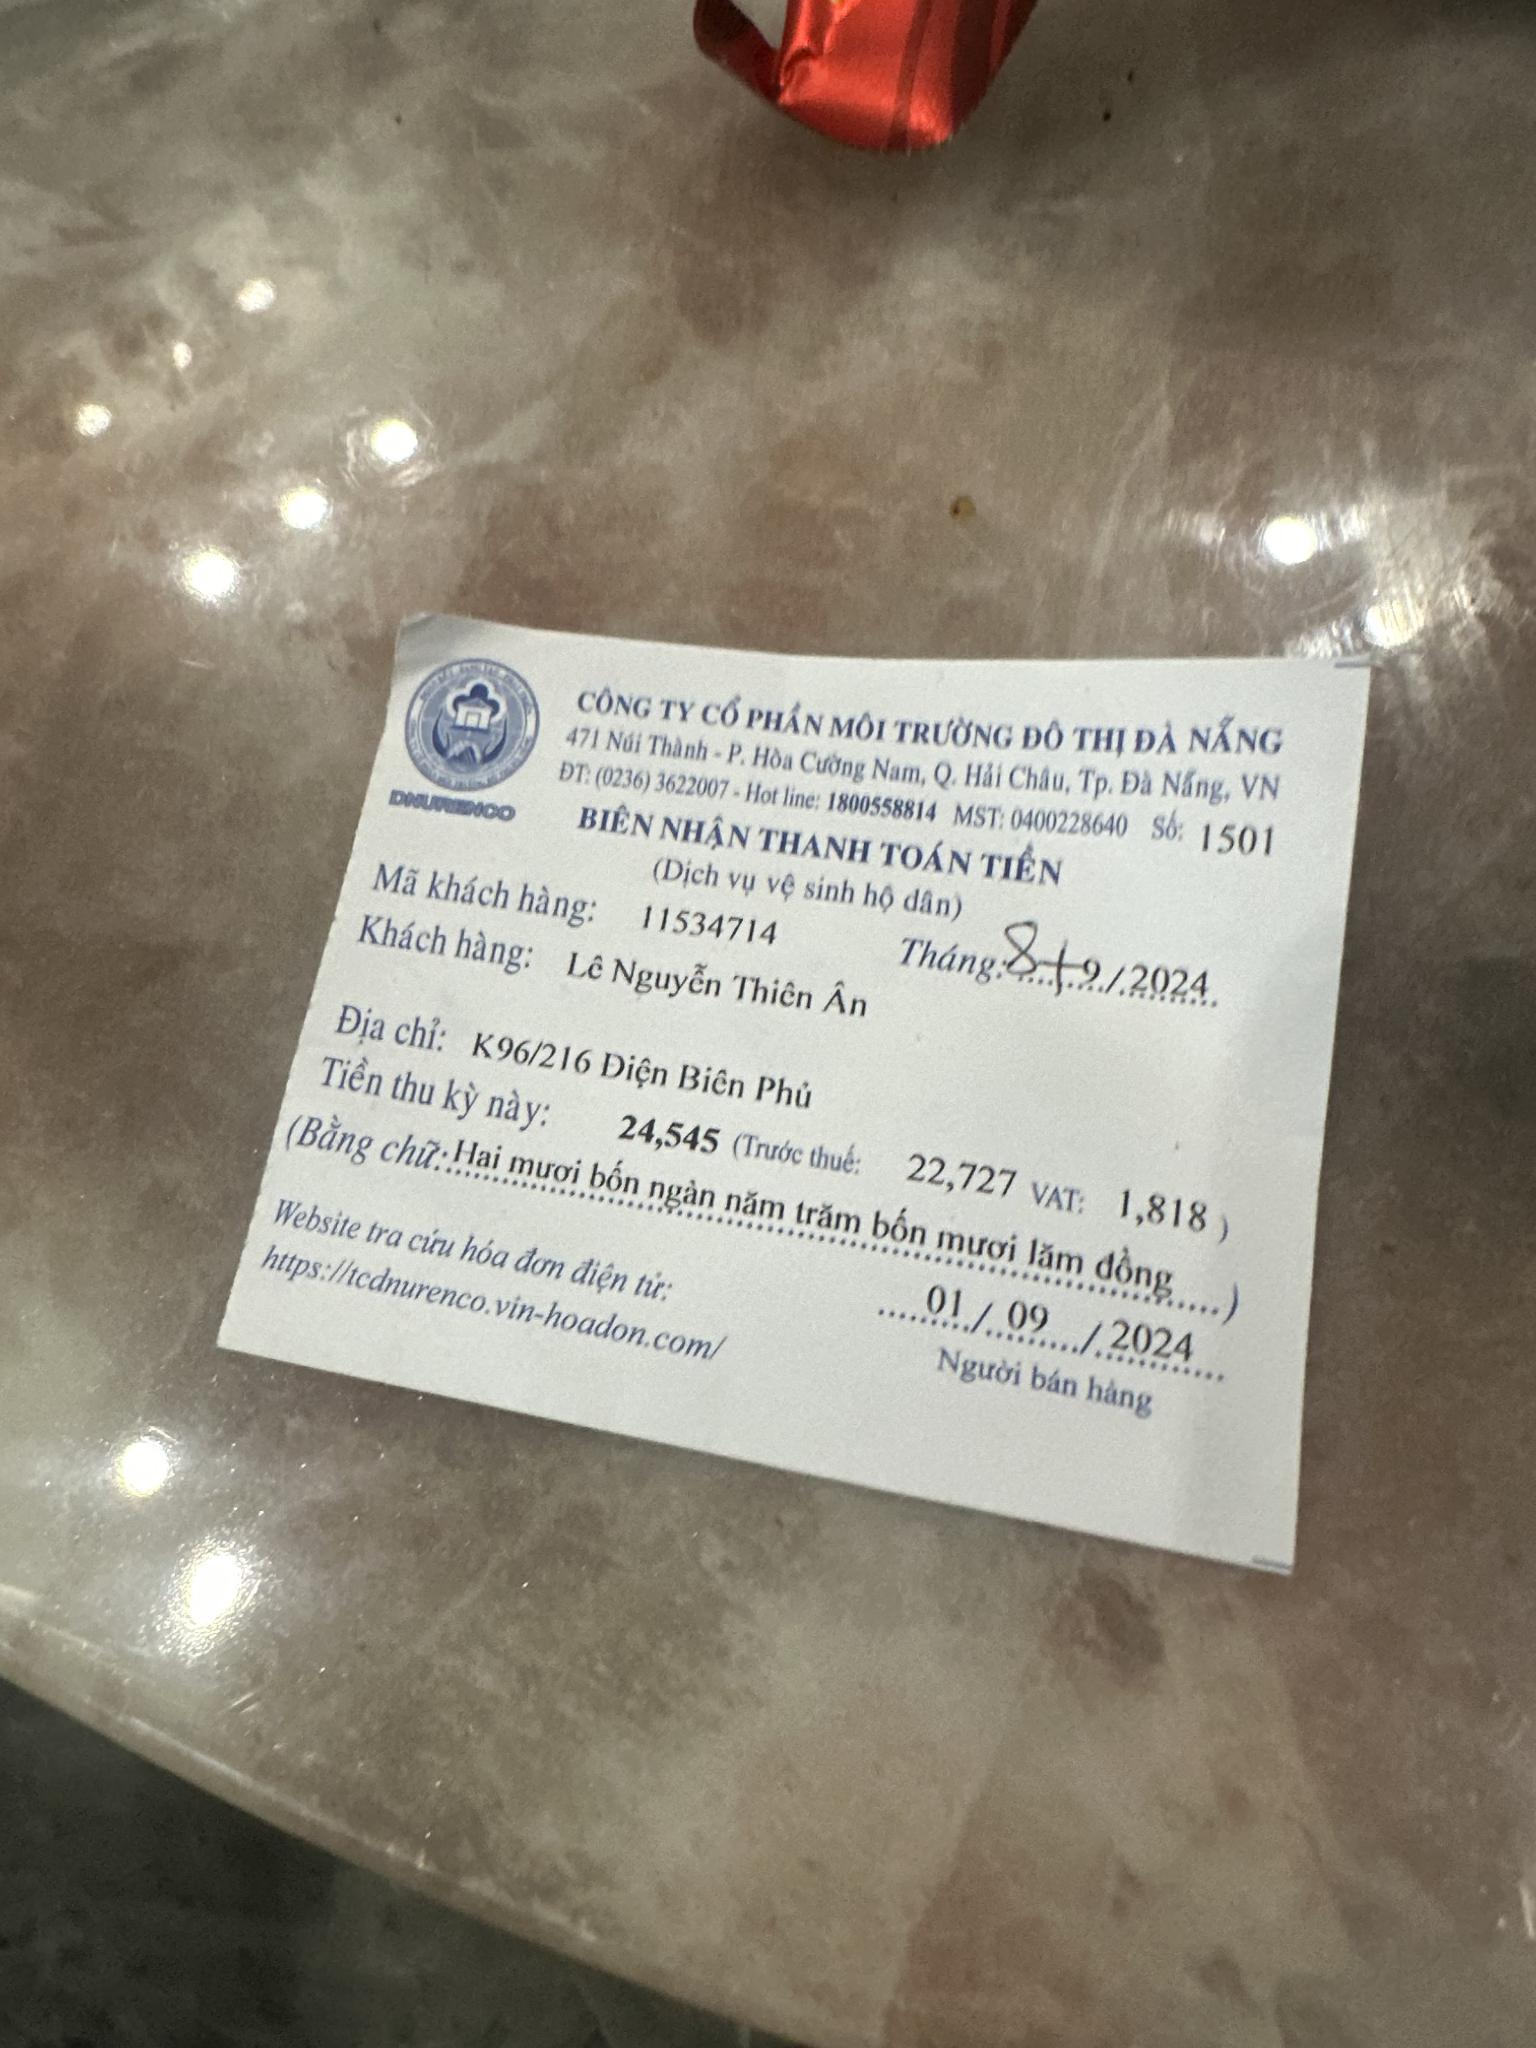 CÔNG TY CỔ PHẦN MÔI TRƯỜNG ĐÔ THỊ ĐÀ NẴNG
471 Núi Thành - P. Hòa Cường Nam, Q. Hải Châu, Tp. Đà Nẵng, VN
ĐT: (0236) 3622007 - Hot line: 1800558814 MST: 0400228640 Số: 1501
DNURENCO
BIÊN NHẬN THANH TOÁN TIỀN
(Dịch vụ vệ sinh hộ dân)
Mã khách hàng: 11534714 Tháng: 8+9/2024
Khách hàng: Lê Nguyễn Thiên Ân
Địa chỉ: K96/216 Điện Biên Phủ
Tiền thu kỳ này: 24,545 (Trước thuế: 22,727 VAT: 1,818 )
(Bằng chữ: Hai mươi bốn ngàn năm trăm bốn mươi lăm đồng )
Website tra cứu hóa đơn điện tử:
https://tcdnurenco.vin-hoadon.com/
01 / 09 / 2024
Người bán hàng